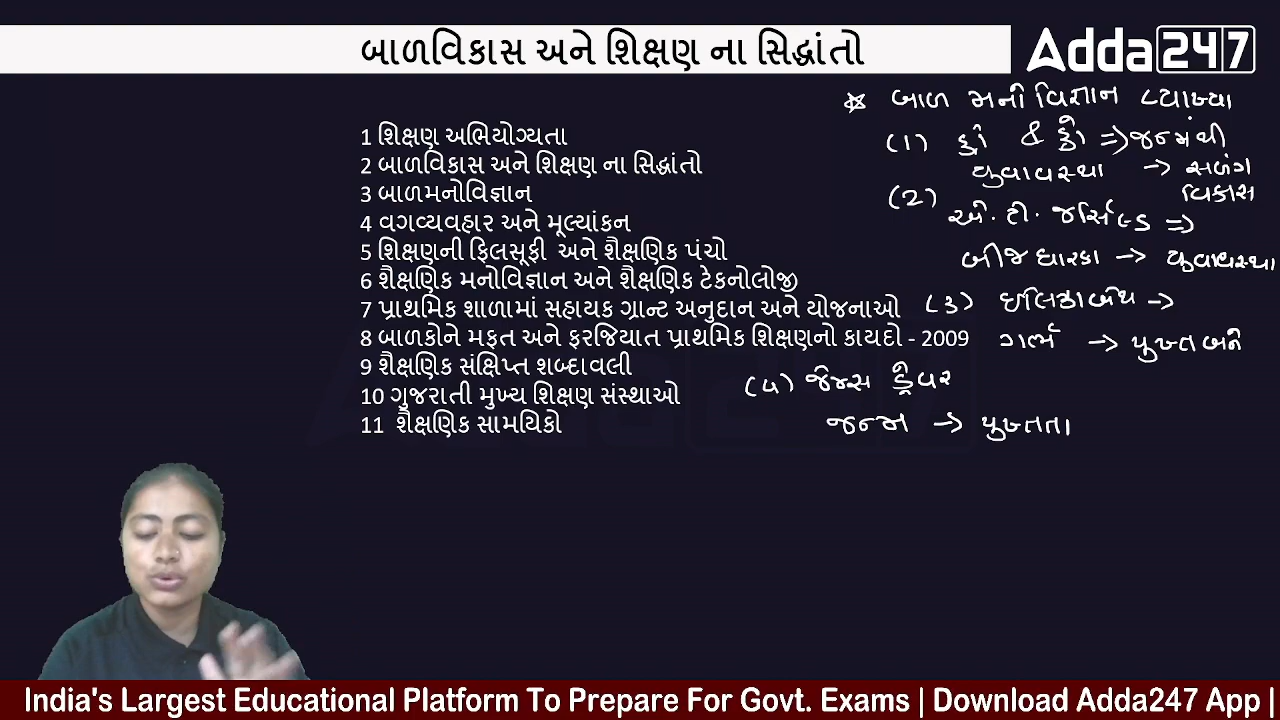 બાળવિકાસ અને શિક્ષણ ના સિદ્ધાંતો
Adda247
1 શિક્ષણ અભિયોગ્યતા
2 બાળવિકાસ અને શિક્ષણ ના સિદ્ધાંતો
3 બાળમનોવિજ્ઞાન
4 વગવ્યવહાર અને મૂલ્યાંકન
5 શિક્ષણની ફિલસૂફી અને શૈક્ષણિક પંચો
6 શૈક્ષણિક મનોવિજ્ઞાન અને શૈક્ષણિક ટેકનોલોજી
7 પ્રાથમિક શાળામાં સહાયક ગ્રાન્ટ અનુદાન અને યોજનાઓ
8 બાળકોને મફત અને ફરજિયાત પ્રાથમિક શિક્ષણનો કાયદો - 2009
9 શૈક્ષણિક સંક્ષિપ્ત શબ્દાવલી
10 ગુજરાતી મુખ્ય શિક્ષણ સંસ્થાઓ
11 શૈક્ષણિક સામયિકો
બાળ મનોવિજ્ઞાન વ્યાખ્યા
(1) ક્રો & ક્રો => જન્મથી
યુવાવસ્થા -> સળંગ
વિકાસ
(2) એ. ટી. જર્સિલ્ડ =>
બીજ ધારણ -> યુવાવસ્થા
(3) ઇલિઝાબેથ ->
ગર્ભ -> પુખ્ત બને
(4) જેમ્સ ડ્રેવર
જન્મ -> પુખ્તતા
India's Largest Educational Platform To Prepare For Govt. Exams | Download Adda247 App |